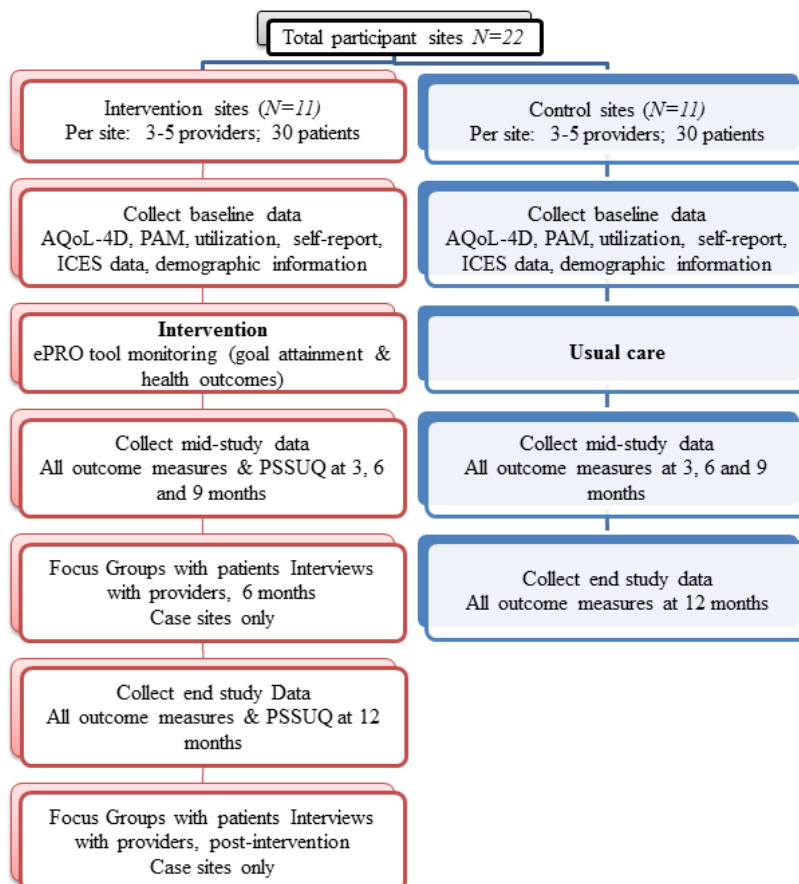 Total participant sites N=22
Intervention sites (N=11)
Per site: 3-5 providers; 30 patients
Collect baseline data
AQoL-4D, PAM, utilization, self-report,
ICES data, demographic information
Intervention
ePRO tool monitoring (goal attainment &
health outcomes)
Collect mid-study data
All outcome measures & PSSUQ at 3, 6
and 9 months
Focus Groups with patients Interviews
with providers, 6 months
Case sites only
Collect end study Data
All outcome measures & PSSUQ at 12
months
Focus Groups with patients Interviews
with providers, post-intervention
Case sites only
Control sites (N=11)
Per site: 3-5 providers; 30 patients
Collect baseline data
AQoL-4D, PAM, utilization, self-report,
ICES data, demographic information
Usual care
Collect mid-study data
All outcome measures at 3, 6 and 9
months
Collect end study data
All outcome measures at 12 months